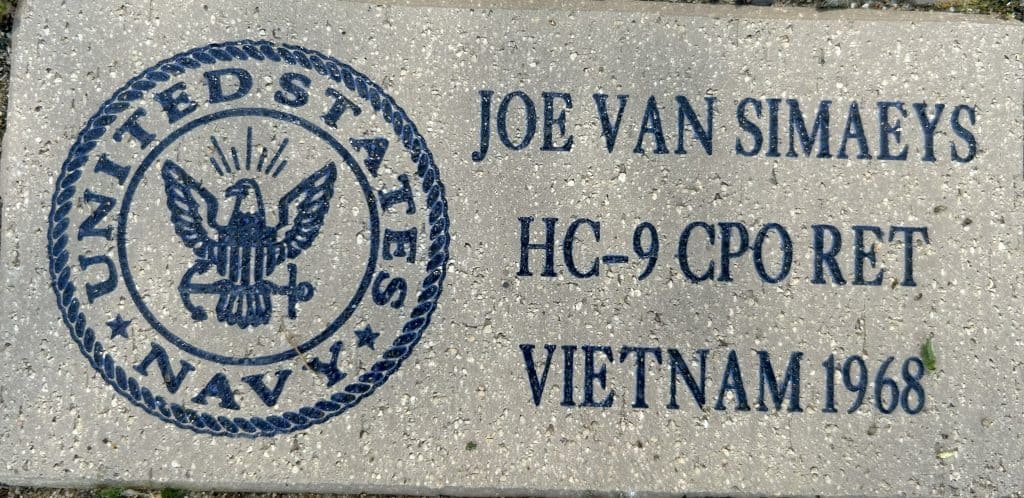 UNITED STATES
NAVY
JOE VAN SIMAEYS
HC-9 CPO RET
VIETNAM 1968